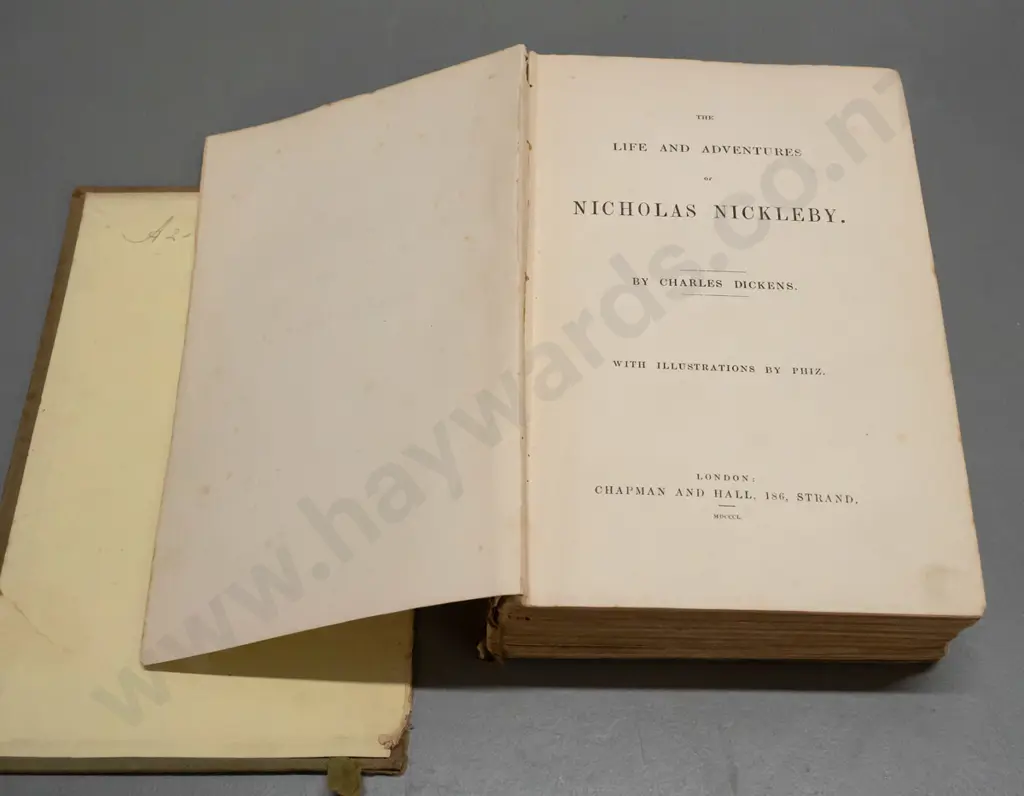 A 2-
THE
LIFE AND ADVENTURES
OF
NICHOLAS NICKLEBY.
BY CHARLES DICKENS.
WITH ILLUSTRATIONS BY PHIZ.
LONDON:
CHAPMAN AND HALL, 186, STRAND.
MDCCCL.
www.haywards.co.nz